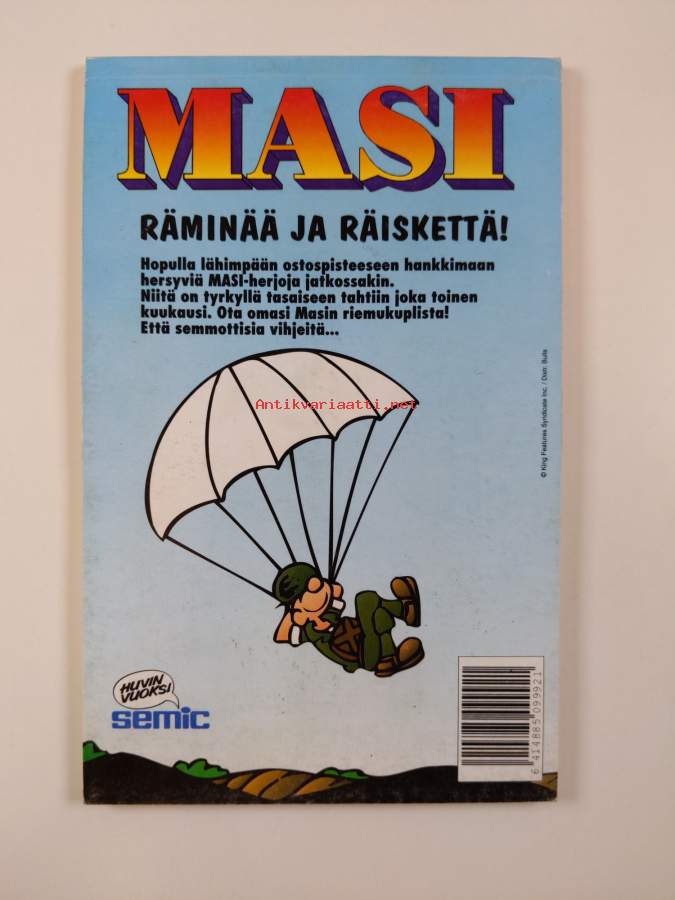 MASI
RÄMINÄÄ JA RÄISKETTÄ!
Hopulla lähimpään ostospisteeseen hankkimaan
hersyviä MASI-herjoja jatkossakin.
Niitä on tyrkyllä tasaiseen tahtiin joka toinen
kuukausi. Ota omasi Masin riemukuplista!
Että semmottisia vihjeitä...
Antikvariaatti.net
© King Features Syndicate Inc. / Distr. Bulls
HUVIN
VUOKSI
semic
6 414885 099921